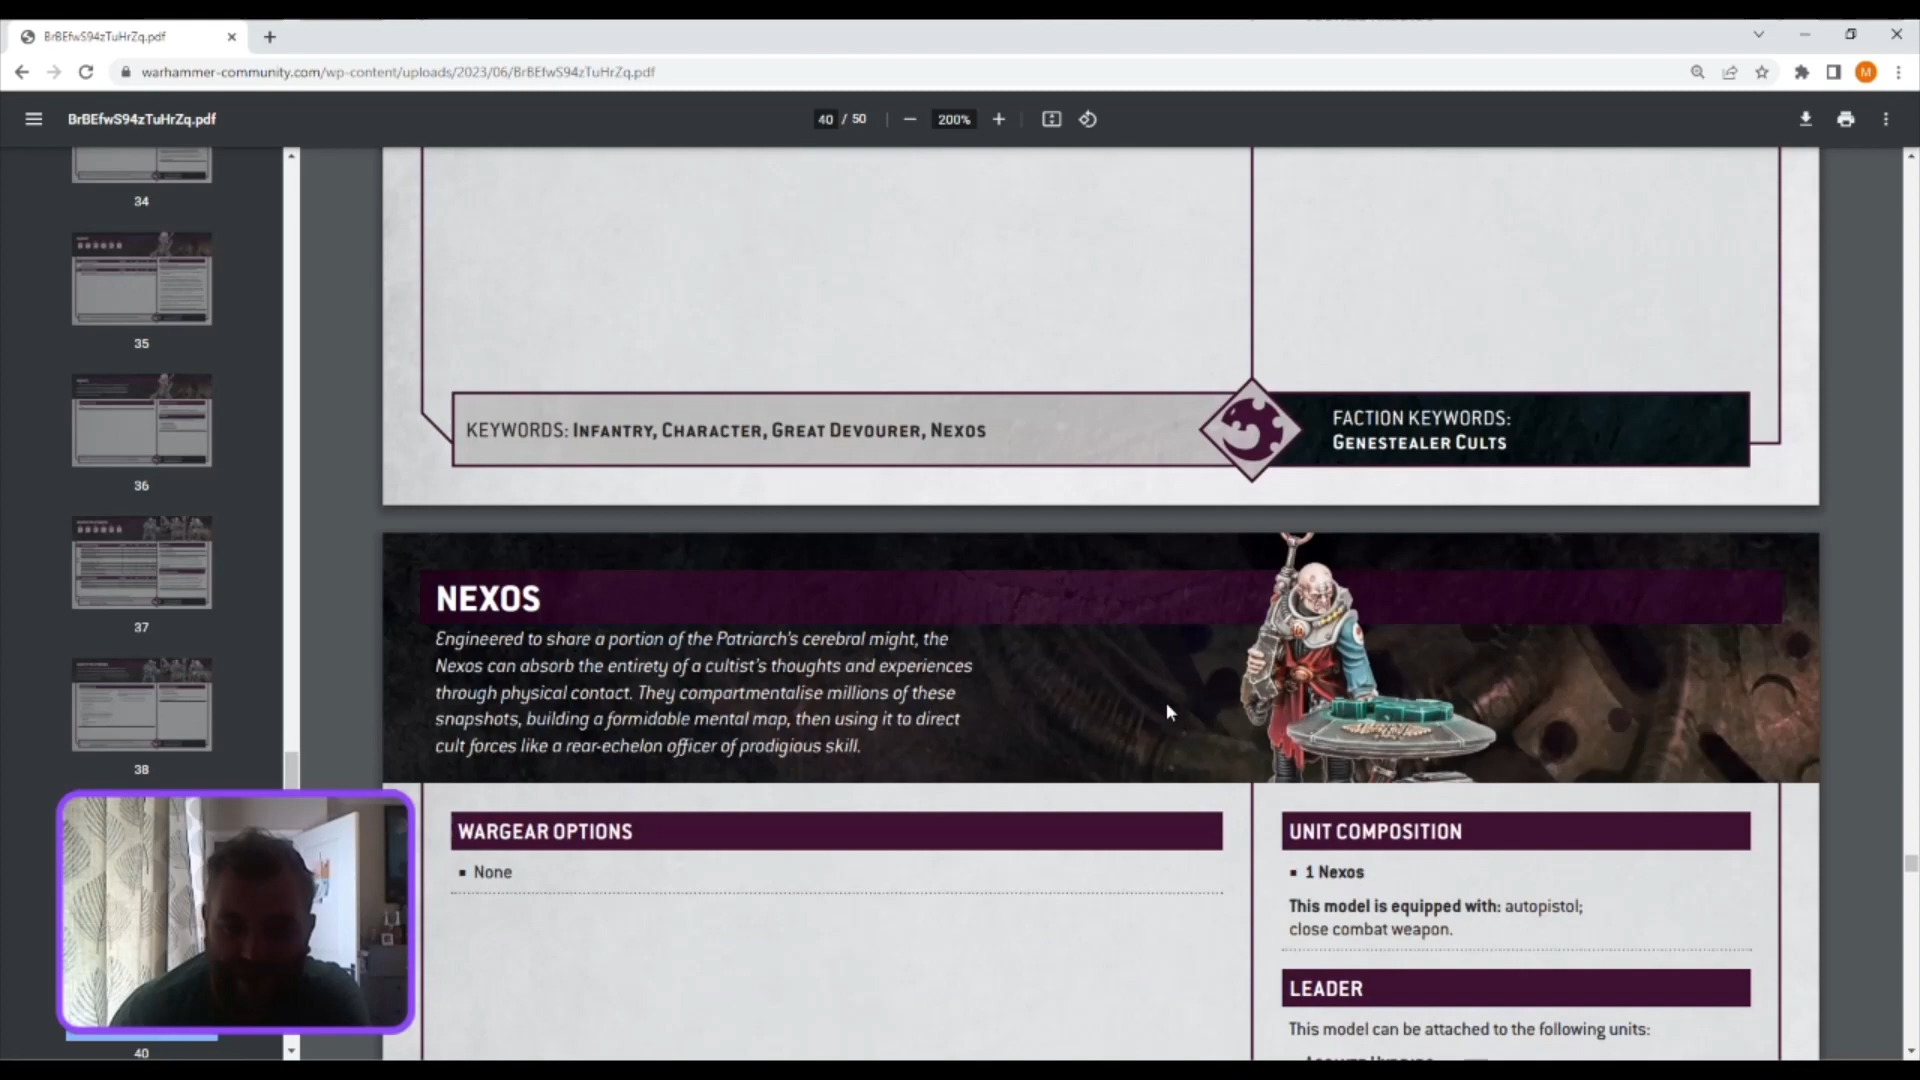 BrBEfwS94zTuHrZq.pdf
warhammer-community.com/wp-content/uploads/2023/06/BrBEfwS94zTuHrZq.pdf
M
BrBEfwS94zTuHrZq.pdf
40 / 50
200%
34
35
36
37
38
40
KEYWORDS: INFANTRY, CHARACTER, GREAT DEVOURER, NEXOS
FACTION KEYWORDS:
GENESTEALER CULTS
NEXOS
Engineered to share a portion of the Patriarch's cerebral might, the
Nexos can absorb the entirety of a cultist's thoughts and experiences
through physical contact. They compartmentalise millions of these
snapshots, building a formidable mental map, then using it to direct
cult forces like a rear-echelon officer of prodigious skill.
WARGEAR OPTIONS
▪ None
UNIT COMPOSITION
▪ 1 Nexos
This model is equipped with: autopistol;
close combat weapon.
LEADER
This model can be attached to the following units: